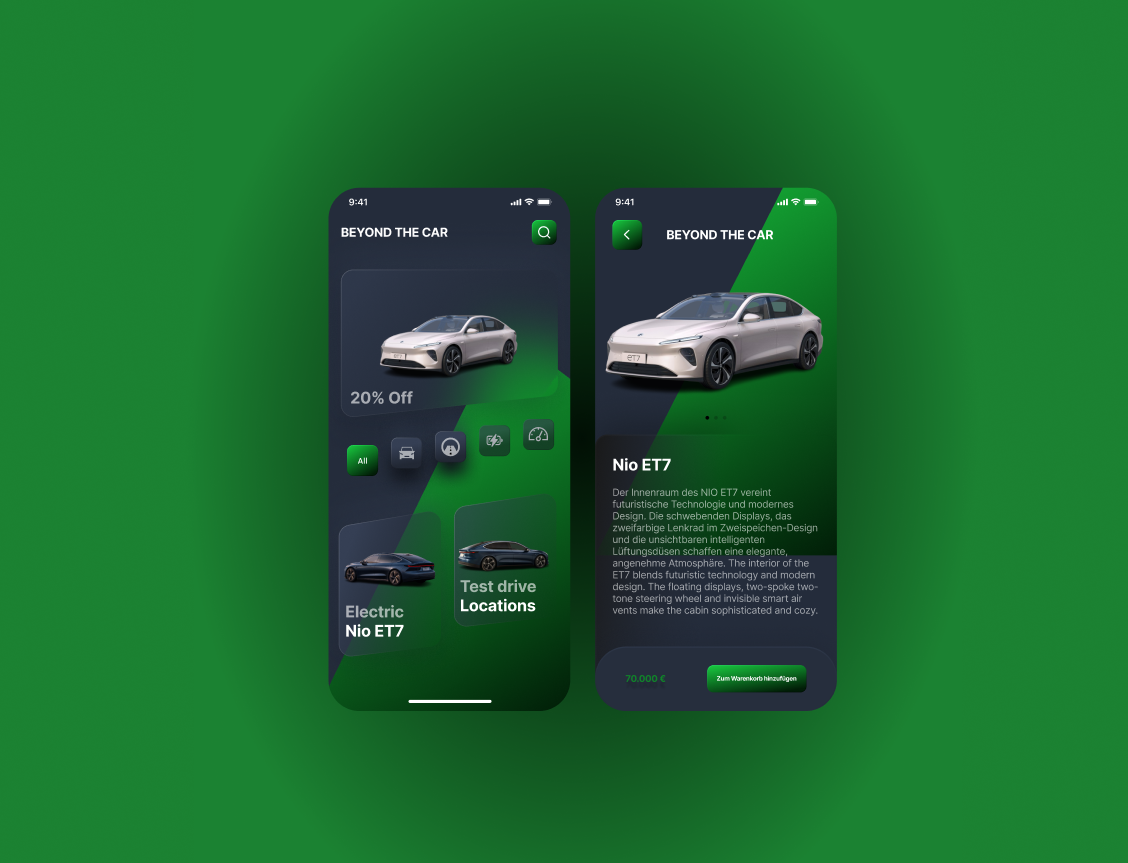 9:41
BEYOND THE CAR
20% Off
All
Electric
Nio ET7
Test drive
Locations
9:41
BEYOND THE CAR
ET7
Nio ET7
Der Innenraum des NIO ET7 vereint
futuristische Technologie und modernes
Design. Die schwebenden Displays, das
zweifarbige Lenkrad im Zweispeichen-Design
und die unsichtbaren intelligenten
Lüftungsdüsen schaffen eine elegante,
angenehme Atmosphäre. The interior of the
ET7 blends futuristic technology and modern
design. The floating displays, two-spoke two-
tone steering wheel and invisible smart air
vents make the cabin sophisticated and cozy.
70.000 €
Zum Warenkorb hinzufügen